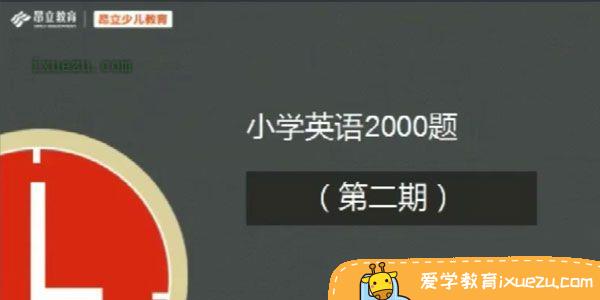 昂立教育
昂立少儿教育
ixuezu.com
小学英语2000题
（第二期）
爱学教育ixuezu.com